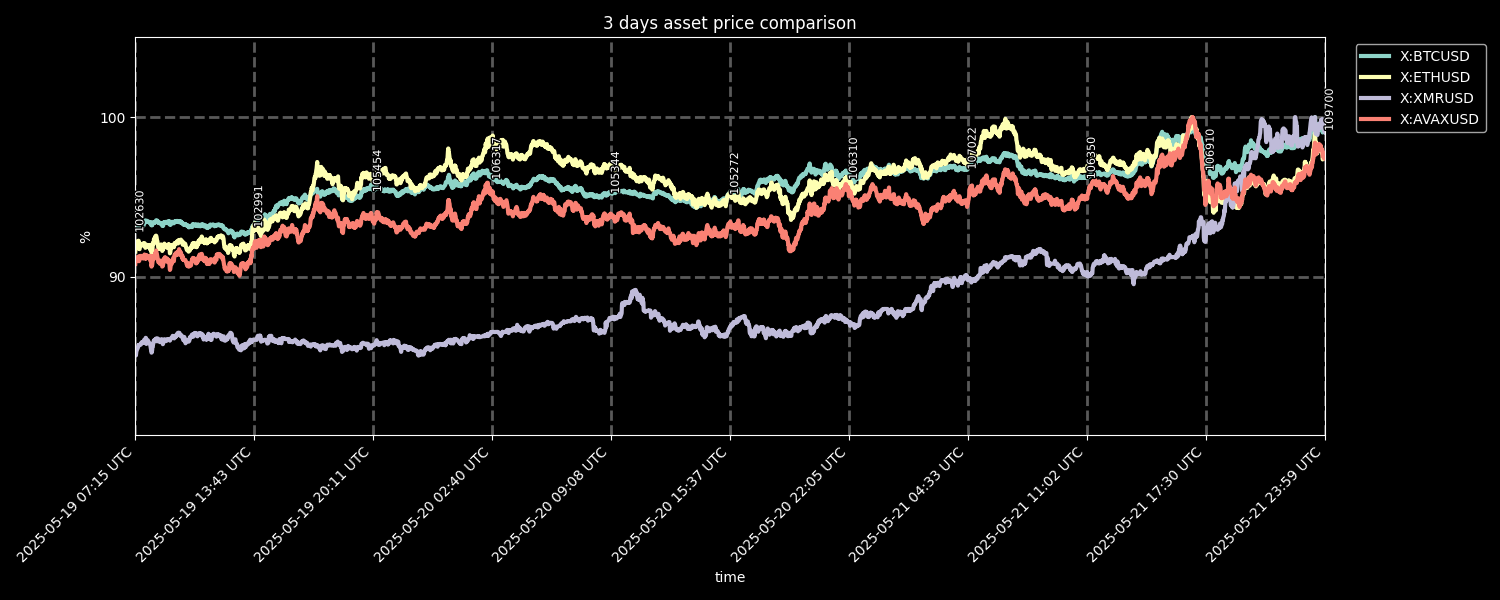 3 days asset price comparison
X:BTCUSD
X:ETHUSD
X:XMRUSD
X:AVAXUSD
100
90
%
102630
102991
105454
106317
105344
105272
106310
107022
106350
106910
109700
2025-05-19 07:15 UTC
2025-05-19 13:43 UTC
2025-05-19 20:11 UTC
2025-05-20 02:40 UTC
2025-05-20 09:08 UTC
2025-05-20 15:37 UTC
2025-05-20 22:05 UTC
2025-05-21 04:33 UTC
2025-05-21 11:02 UTC
2025-05-21 17:30 UTC
2025-05-21 23:59 UTC
time